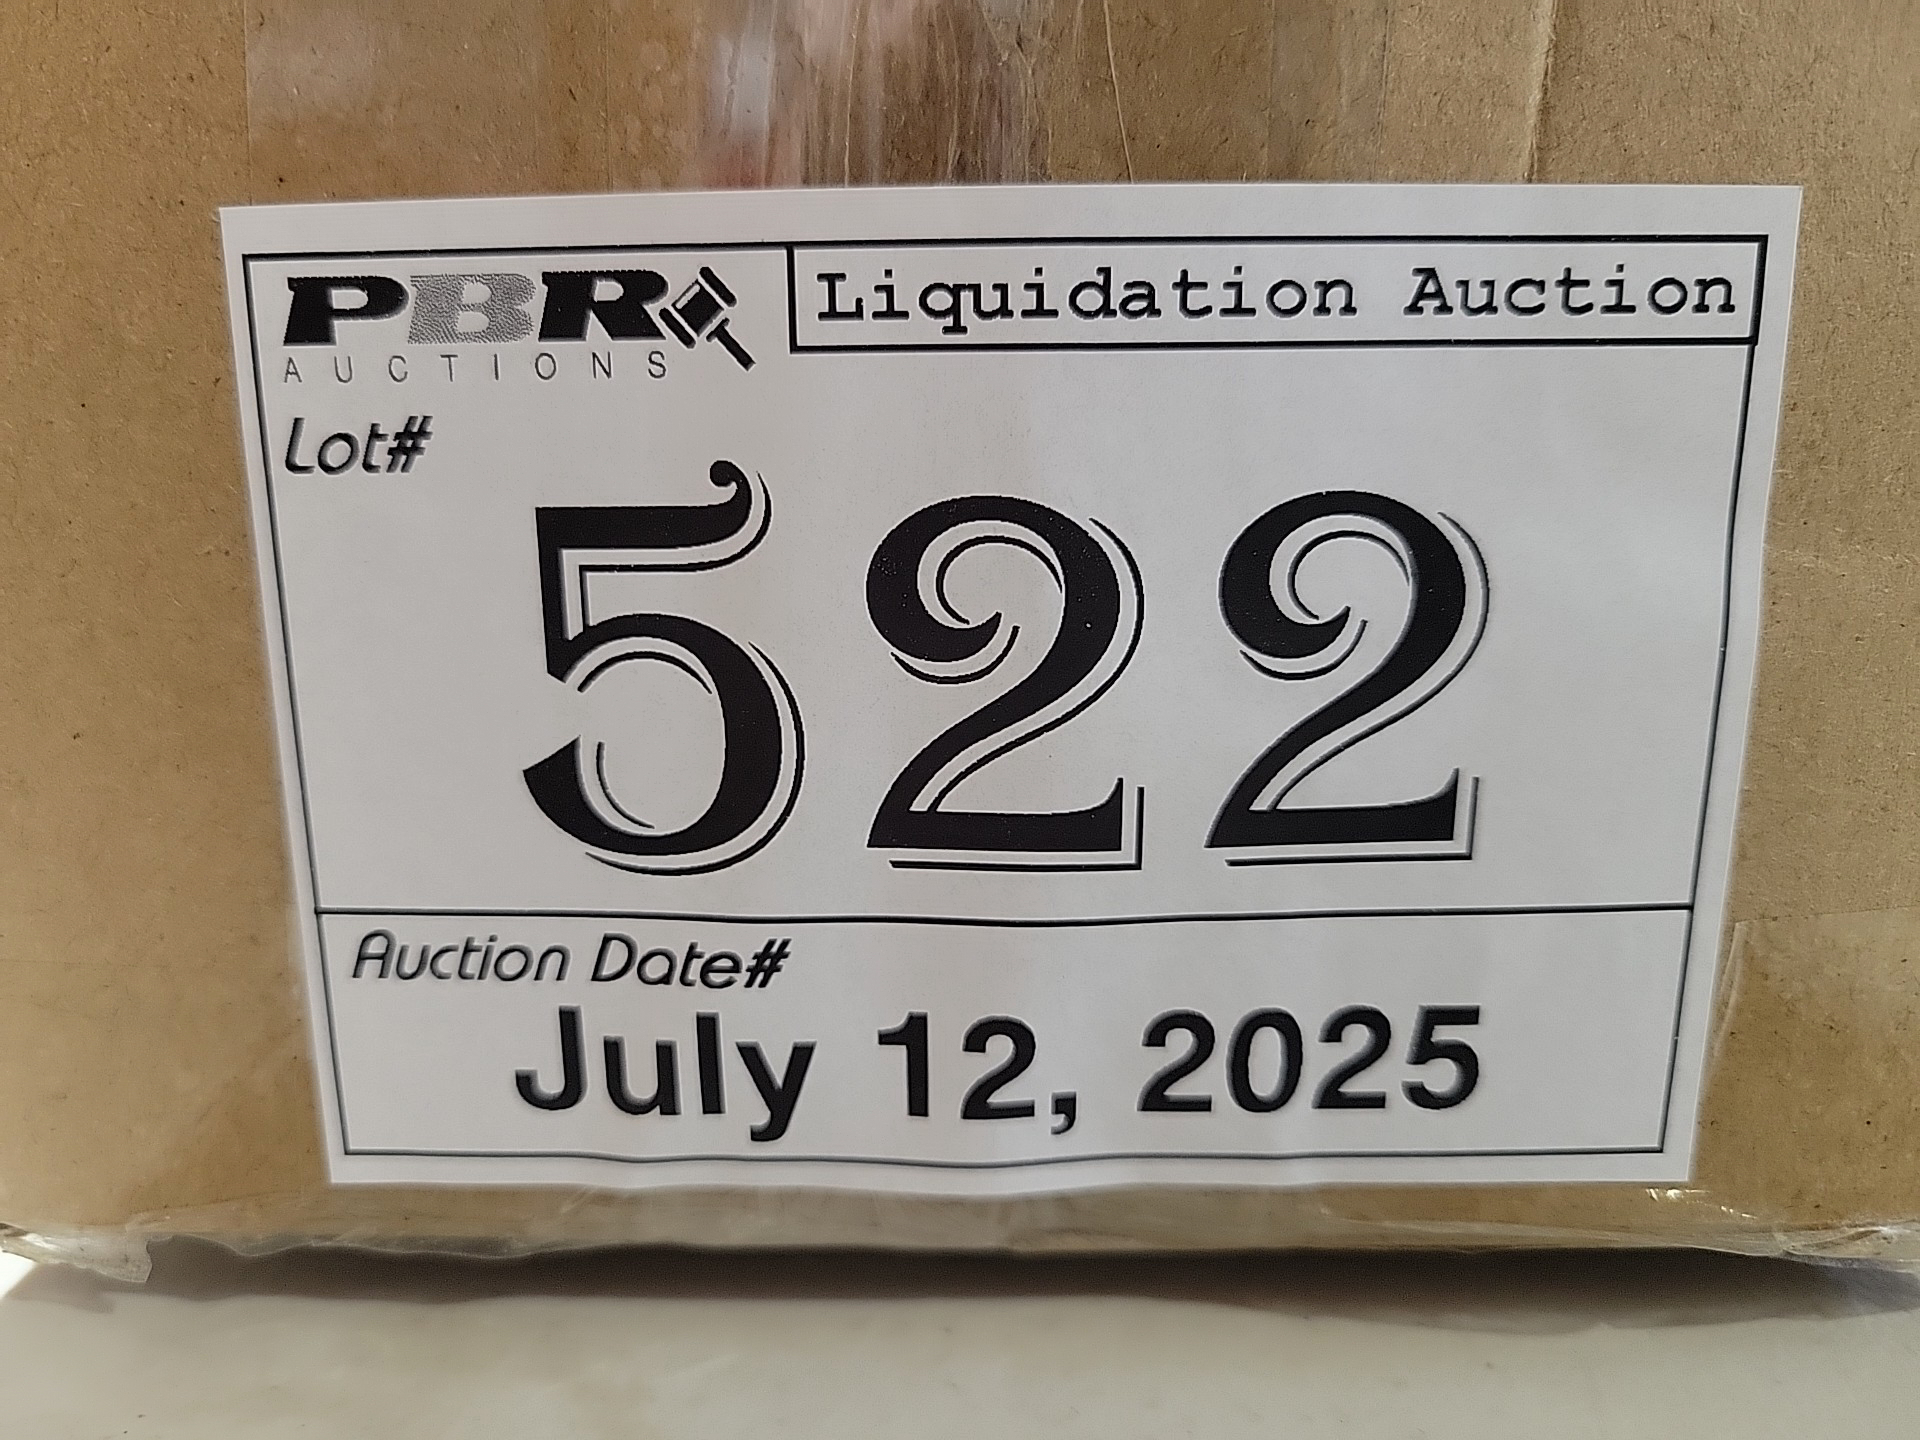 PBR
AUCTIONS
Liquidation Auction
Lot#
522
Auction Date#
July 12, 2025